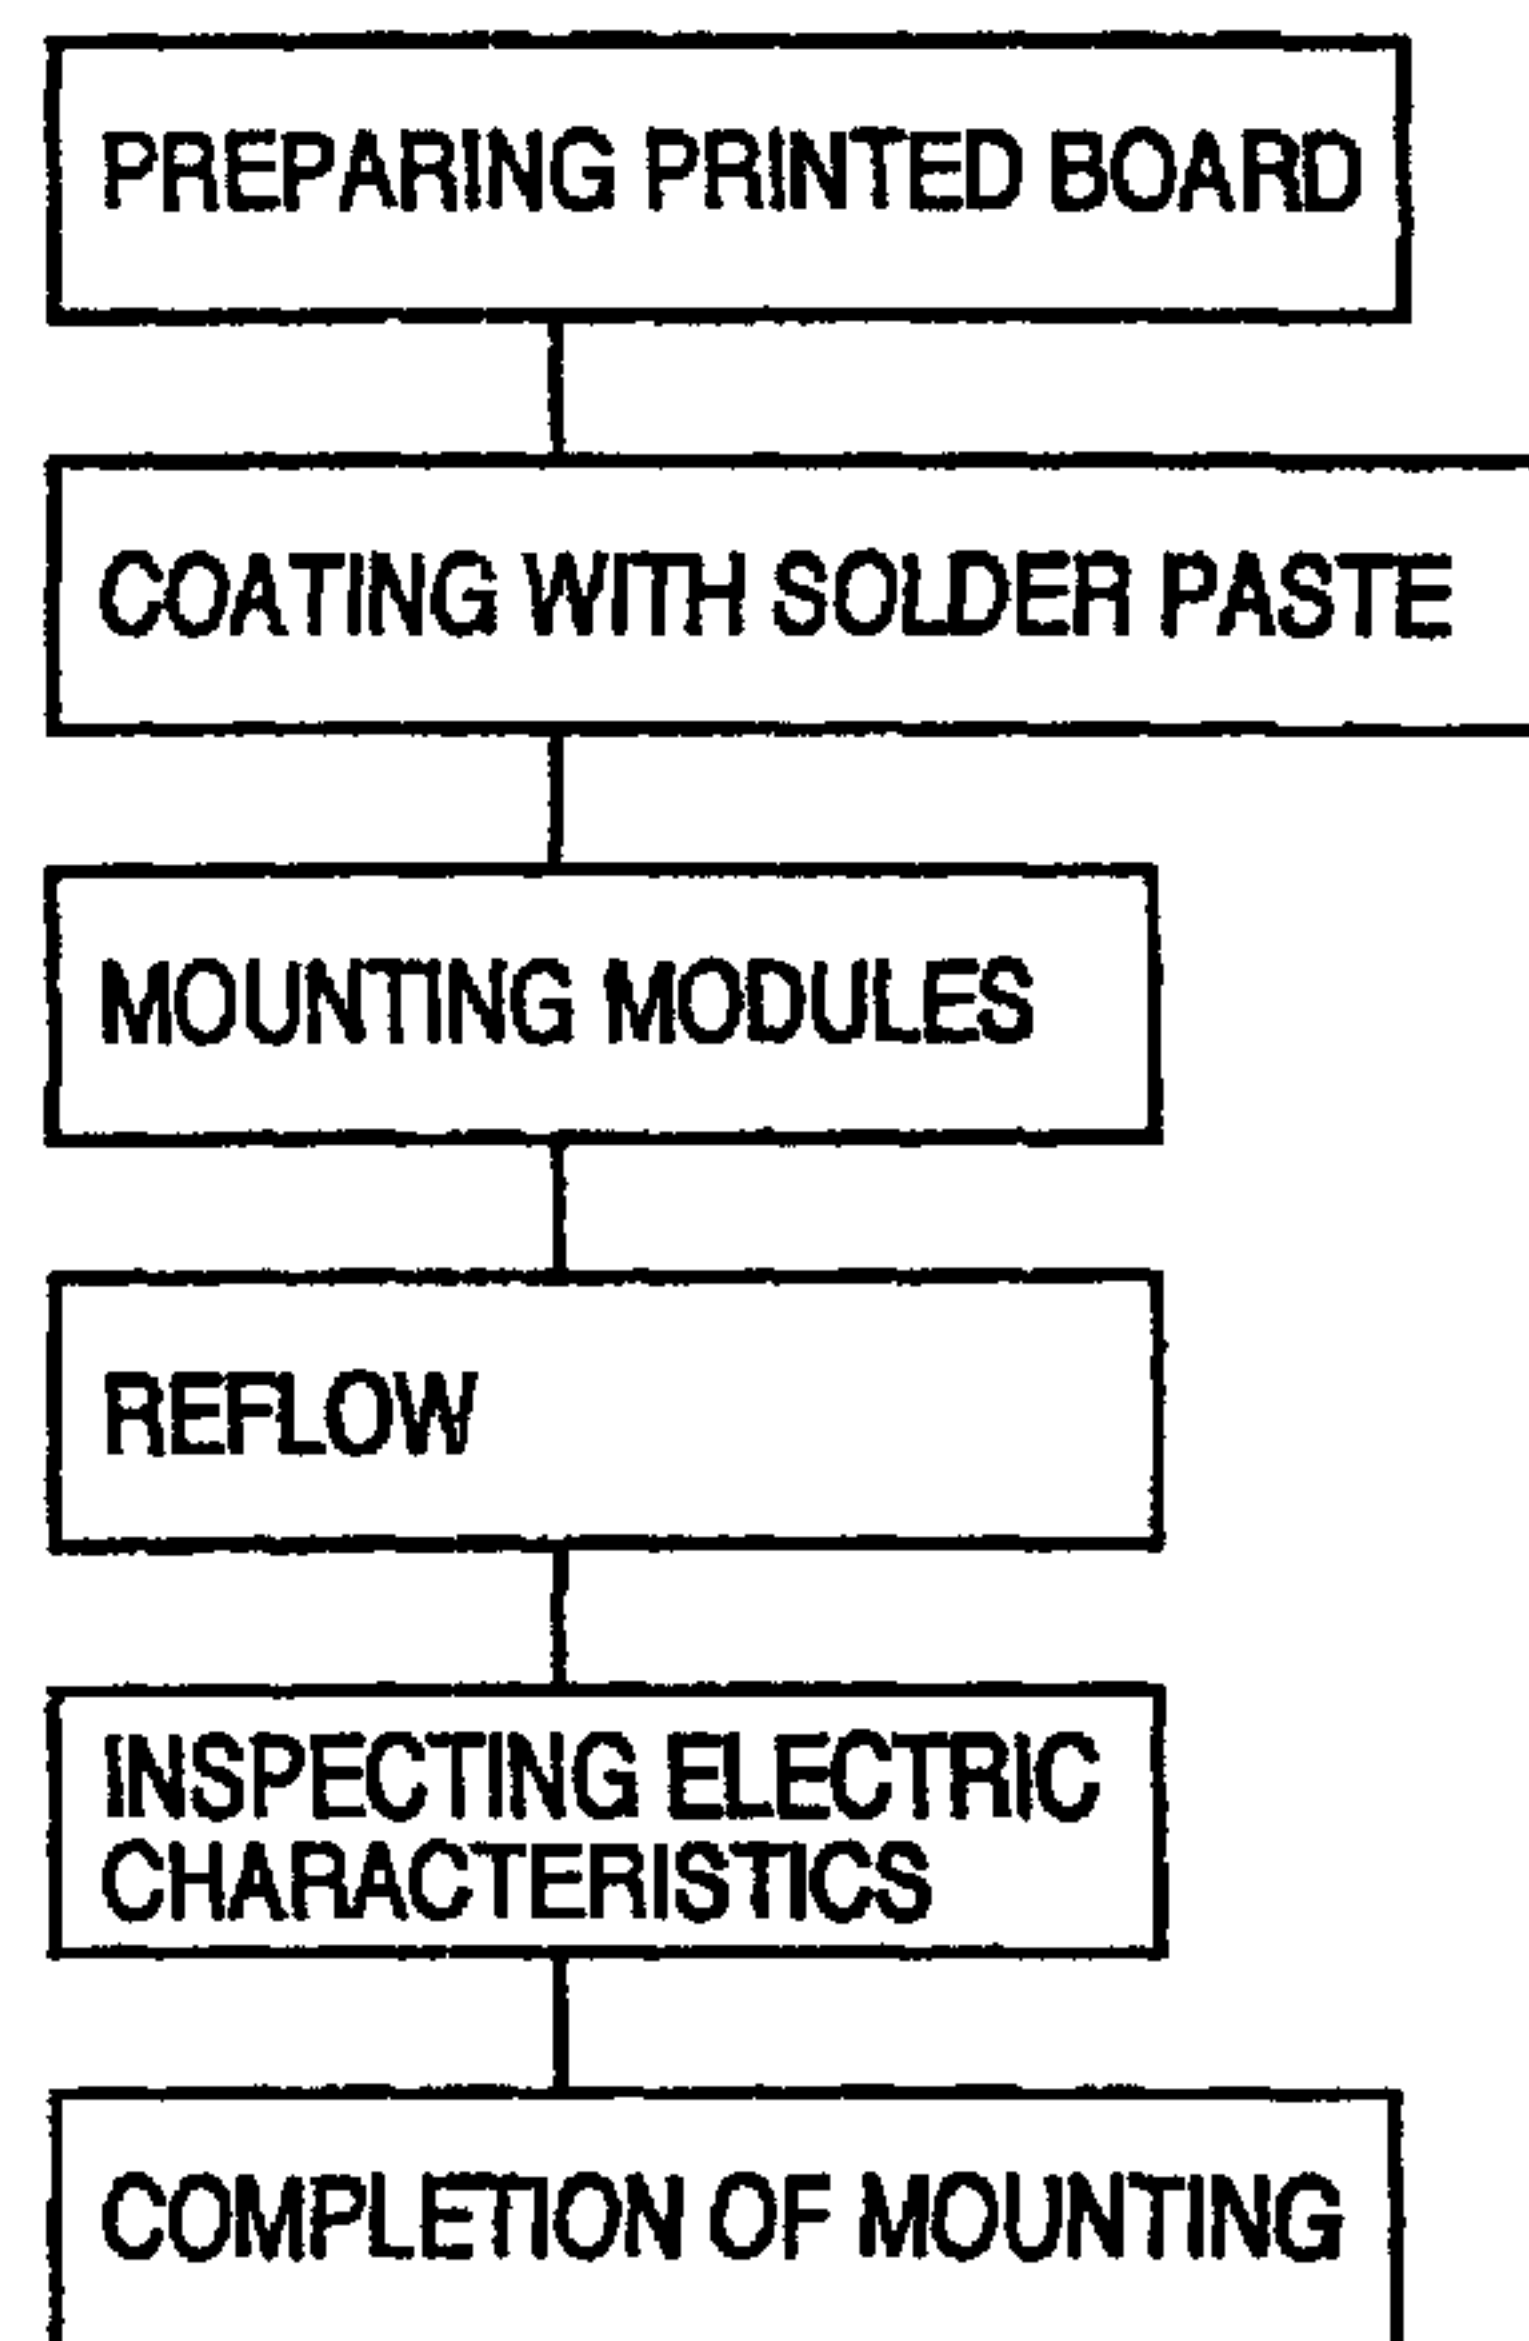 PREPARING PRINTED BOARD
COATING WITH SOLDER PASTE
MOUNTING MODULES
REFLOW
INSPECTING ELECTRIC
CHARACTERISTICS
COMPLETION OF MOUNTING